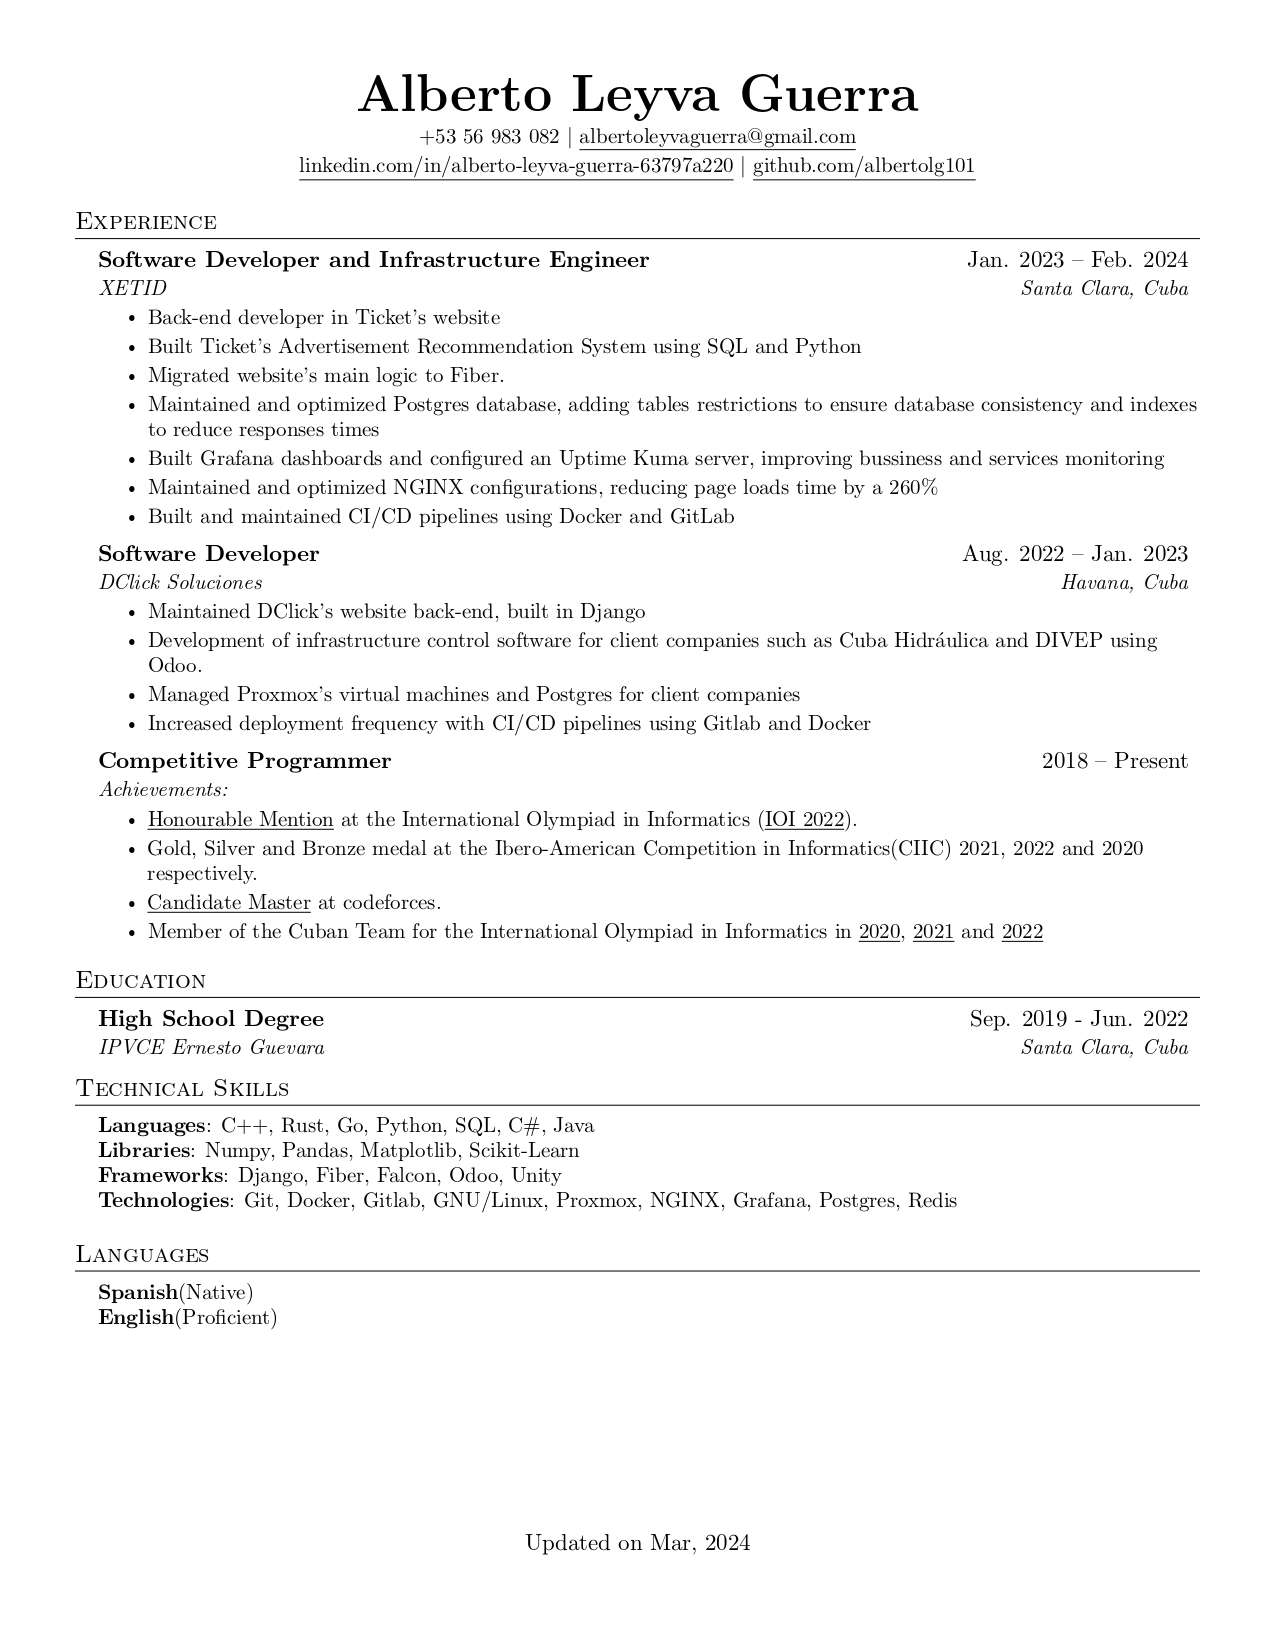 Alberto Leyva Guerra
+53 56 983 082 | albertoleyvaguerra@gmail.com
linkedin.com/in/alberto-leyva-guerra-63797a220 | github.com/albertolg101
Experience
Software Developer and Infrastructure Engineer Jan. 2023 – Feb. 2024
XETID Santa Clara, Cuba
• Back-end developer in Ticket's website
• Built Ticket's Advertisement Recommendation System using SQL and Python
• Migrated website's main logic to Fiber.
• Maintained and optimized Postgres database, adding tables restrictions to ensure database consistency and indexes
to reduce responses times
• Built Grafana dashboards and configured an Uptime Kuma server, improving bussiness and services monitoring
• Maintained and optimized NGINX configurations, reducing page loads time by a 260%
• Built and maintained CI/CD pipelines using Docker and GitLab
Software Developer Aug. 2022 – Jan. 2023
DClick Soluciones Havana, Cuba
• Maintained DClick's website back-end, built in Django
• Development of infrastructure control software for client companies such as Cuba Hidráulica and DIVEP using
Odoo.
• Managed Proxmox's virtual machines and Postgres for client companies
• Increased deployment frequency with CI/CD pipelines using Gitlab and Docker
Competitive Programmer 2018 – Present
Achievements:
• Honourable Mention at the International Olympiad in Informatics (IOI 2022).
• Gold, Silver and Bronze medal at the Ibero-American Competition in Informatics(CIIC) 2021, 2022 and 2020
respectively.
• Candidate Master at codeforces.
• Member of the Cuban Team for the International Olympiad in Informatics in 2020, 2021 and 2022
Education
High School Degree Sep. 2019 - Jun. 2022
IPVCE Ernesto Guevara Santa Clara, Cuba
Technical Skills
Languages: C++, Rust, Go, Python, SQL, C#, Java
Libraries: Numpy, Pandas, Matplotlib, Scikit-Learn
Frameworks: Django, Fiber, Falcon, Odoo, Unity
Technologies: Git, Docker, Gitlab, GNU/Linux, Proxmox, NGINX, Grafana, Postgres, Redis
Languages
Spanish(Native)
English(Proficient)
Updated on Mar, 2024